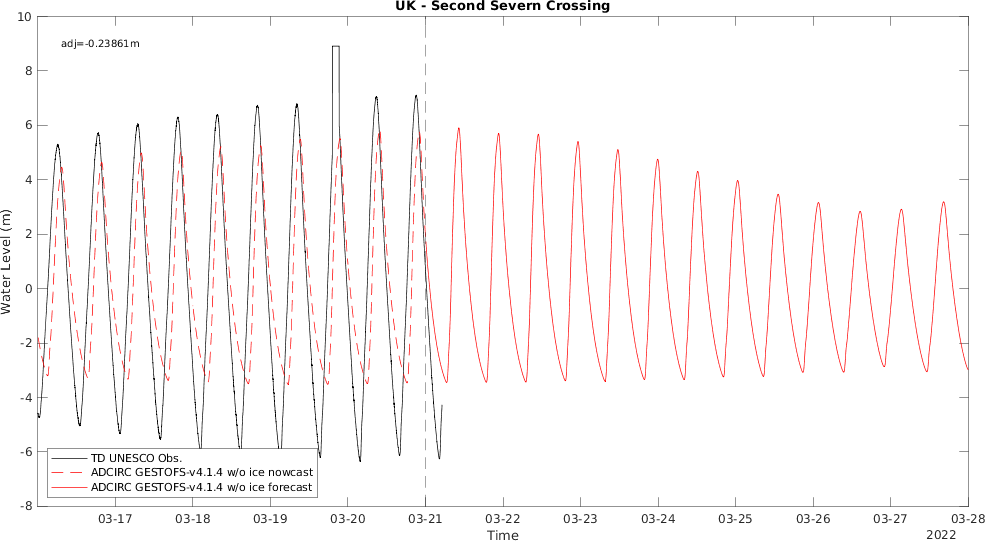 UK - Second Severn Crossing
adj=-0.23861m
Water Level (m)
10
8
6
4
2
0
-2
-4
-6
-8
TD UNESCO Obs.
ADCIRC GESTOFS-v4.1.4 w/o ice nowcast
ADCIRC GESTOFS-v4.1.4 w/o ice forecast
03-17 03-18 03-19 03-20 03-21 03-22 03-23 03-24 03-25 03-26 03-27 03-28
Time
2022